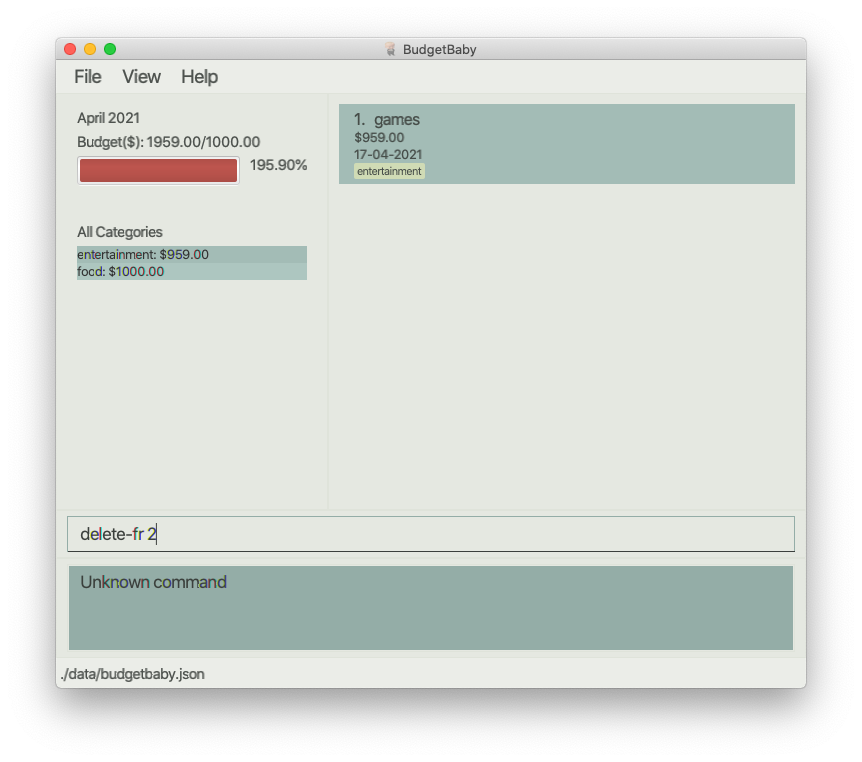 BudgetBaby
File View Help
April 2021
Budget($): 1959.00/1000.00
195.90%
All Categories
entertainment: $959.00
food: $1000.00
1. games
$959.00
17-04-2021
entertainment
delete-fr 2
Unknown command
./data/budgetbaby.json